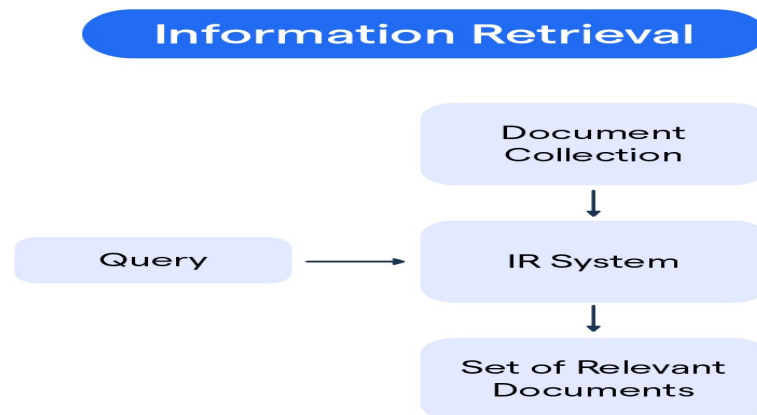 Information Retrieval
Document
Collection
Query
IR System
Set of Relevant
Documents